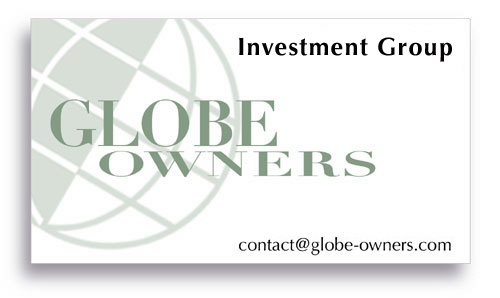 Investment Group
GLOBE
OWNERS
contact@globe-owners.com